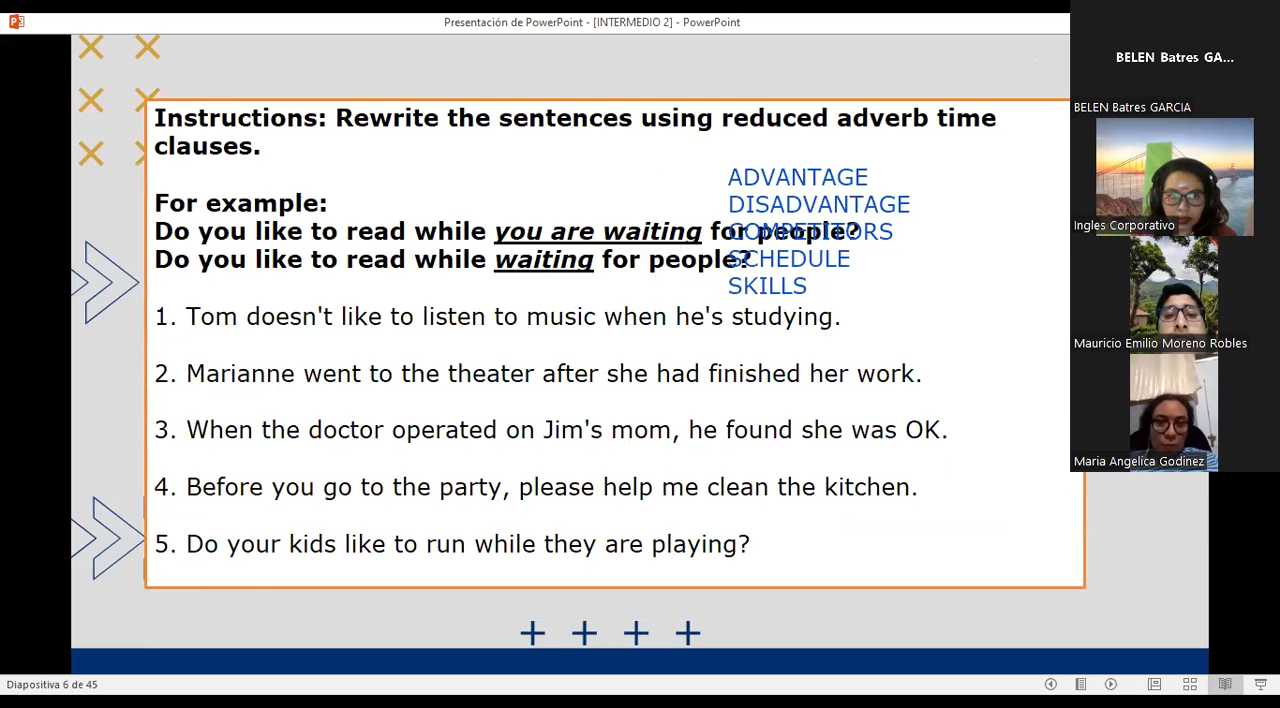 Presentación de PowerPoint - [INTERMEDIO 2] - PowerPoint
BELEN Batres GA...
BELEN Batres GARCIA
Ingles Corporativo
Mauricio Emilio Moreno Robles
Maria Angelica Godinez
Instructions: Rewrite the sentences using reduced adverb time
clauses.
For example:
Do you like to read while you are waiting for people?
Do you like to read while waiting for people?
ADVANTAGE
DISADVANTAGE
COMPETITORS
SCHEDULE
SKILLS
1. Tom doesn't like to listen to music when he's studying.
2. Marianne went to the theater after she had finished her work.
3. When the doctor operated on Jim's mom, he found she was OK.
4. Before you go to the party, please help me clean the kitchen.
5. Do your kids like to run while they are playing?
Diapositiva 6 de 45